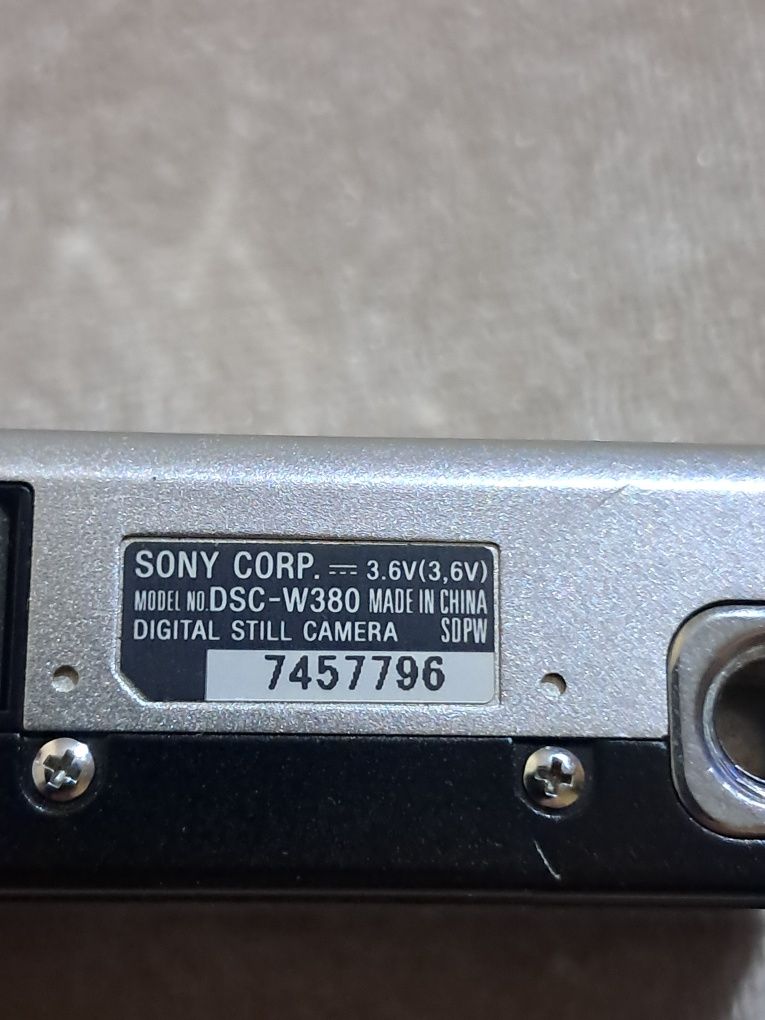 SONY CORP. ⎓ 3.6V(3,6V)
MODEL NO.DSC-W380 MADE IN CHINA
DIGITAL STILL CAMERA SDPW
7457796